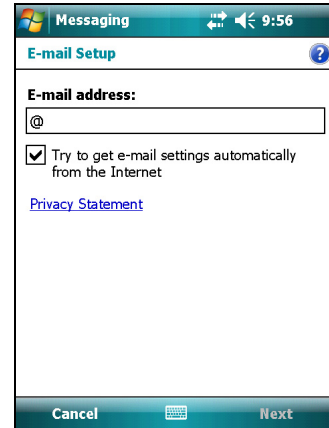 Messaging 9:56
E-mail Setup ?
E-mail address:
@
Try to get e-mail settings automatically
from the Internet
Privacy Statement
Cancel Next